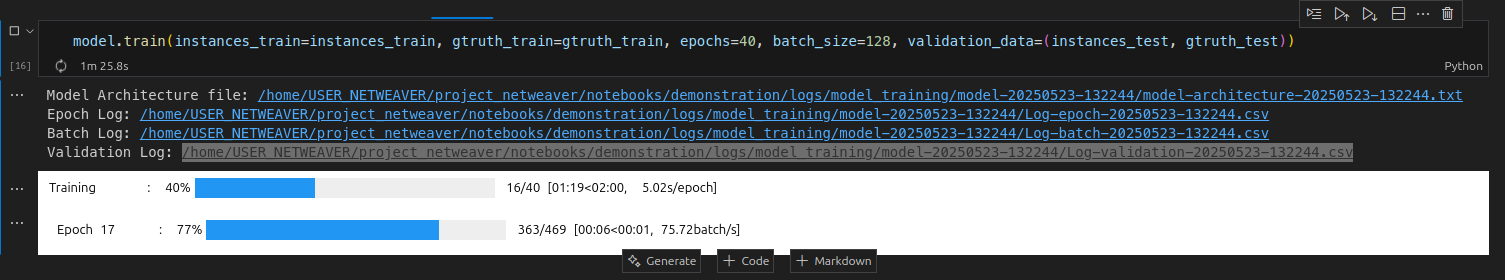 model.train(instances_train=instances_train, gtruth_train=gtruth_train, epochs=40, batch_size=128, validation_data=(instances_test, gtruth_test))
[16]
1m 25.8s
Python
Model Architecture file: /home/USER_NETWEAVER/project_netweaver/notebooks/demonstration/logs/model_training/model-20250523-132244/model-architecture-20250523-132244.txt
Epoch Log: /home/USER_NETWEAVER/project_netweaver/notebooks/demonstration/logs/model_training/model-20250523-132244/Log-epoch-20250523-132244.csv
Batch Log: /home/USER_NETWEAVER/project_netweaver/notebooks/demonstration/logs/model_training/model-20250523-132244/Log-batch-20250523-132244.csv
Validation Log: /home/USER_NETWEAVER/project_netweaver/notebooks/demonstration/logs/model_training/model-20250523-132244/Log-validation-20250523-132244.csv
Training : 40% 16/40 [01:19<02:00, 5.02s/epoch]
Epoch 17 : 77% 363/469 [00:06<00:01, 75.72batch/s]
Generate + Code + Markdown